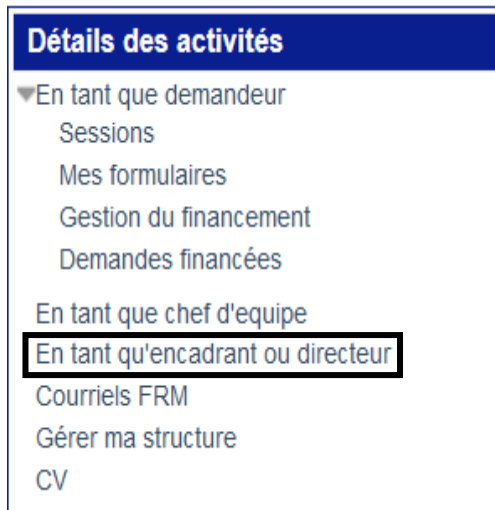 Détails des activités
En tant que demandeur
Sessions
Mes formulaires
Gestion du financement
Demandes financées
En tant que chef d'equipe
En tant qu'encadrant ou directeur
Courriels FRM
Gérer ma structure
CV